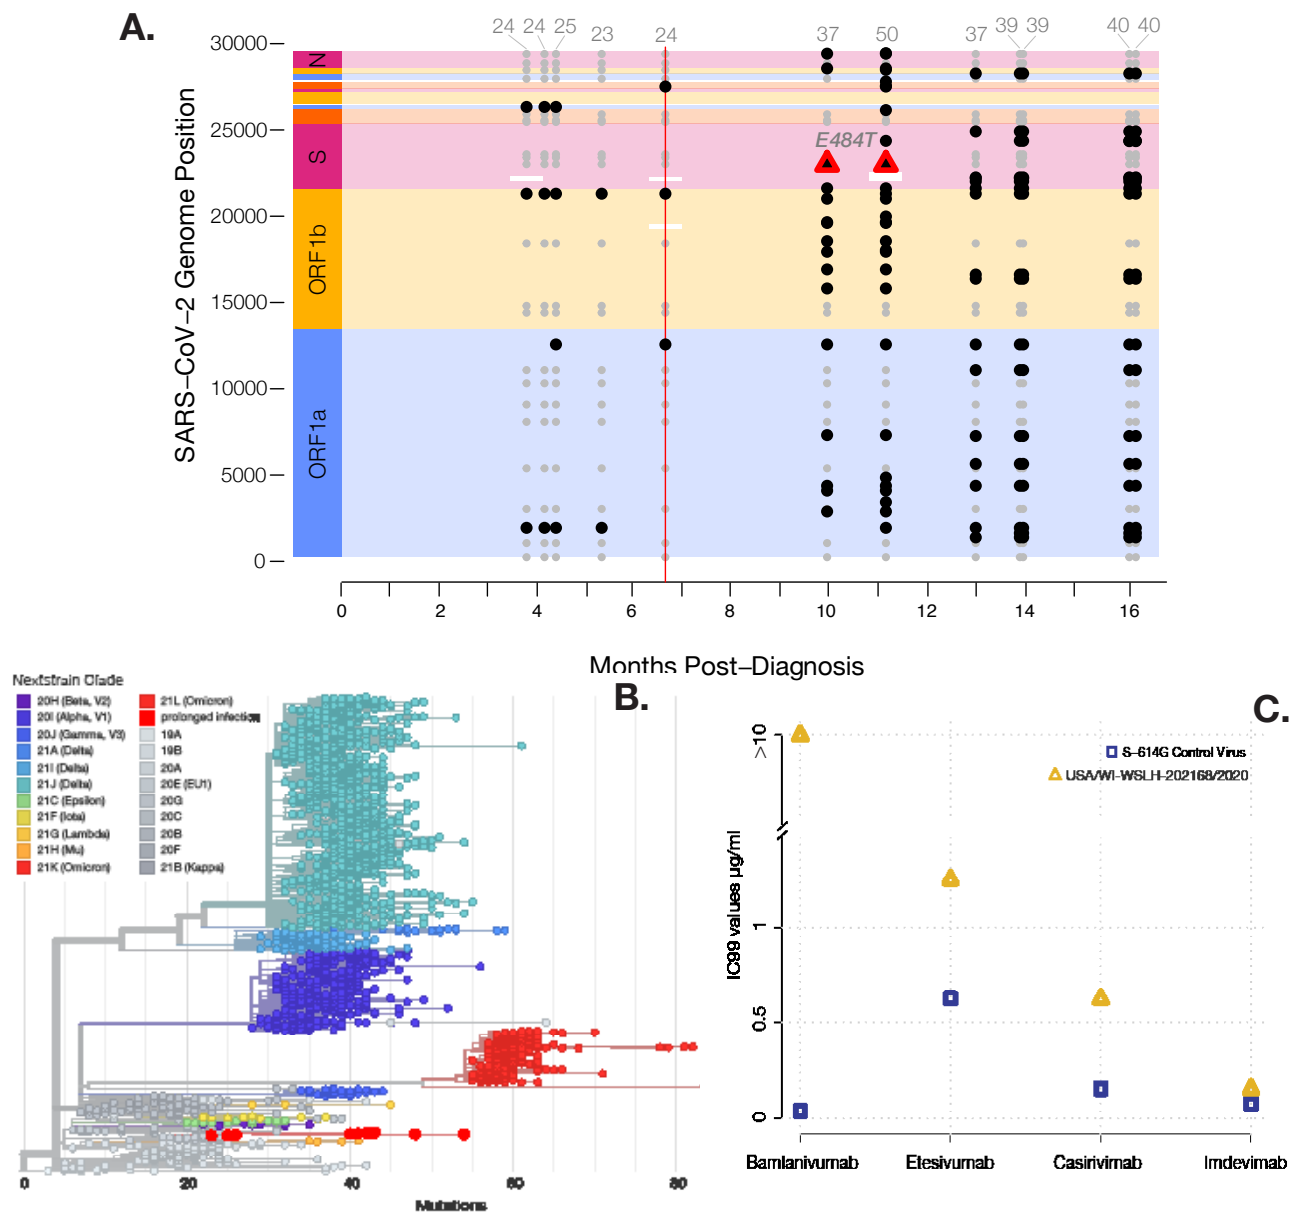 A.
24 24 25 23 24 37 50 37 39 39 40 40
30000
25000
20000
15000
10000
5000
0
SARS-CoV-2 Genome Position
N
S
ORF1b
ORF1a
E484T
0 2 4 6 8 10 12 14 16
Months Post-Diagnosis
B.
Nextstrain Clade
20H (Beta, V2)
20I (Alpha, V1)
20J (Gamma, V3)
21A (Delta)
21I (Delta)
21J (Delta)
21C (Epsilon)
21F (Iota)
21G (Lambda)
21H (Mu)
21K (Omicron)
21L (Omicron)
prolonged infection
19A
19B
20A
20E (EU1)
20G
20C
20B
20F
21B (Kappa)
0 20 40 60 80
Mutations
C.
S-614G Control Virus
USA/WI-WSLH-202168/2020
IC99 values µg/ml
>10
1
0.5
0
Bamlanivumab Etesivumab Casirivimab Imdevimab